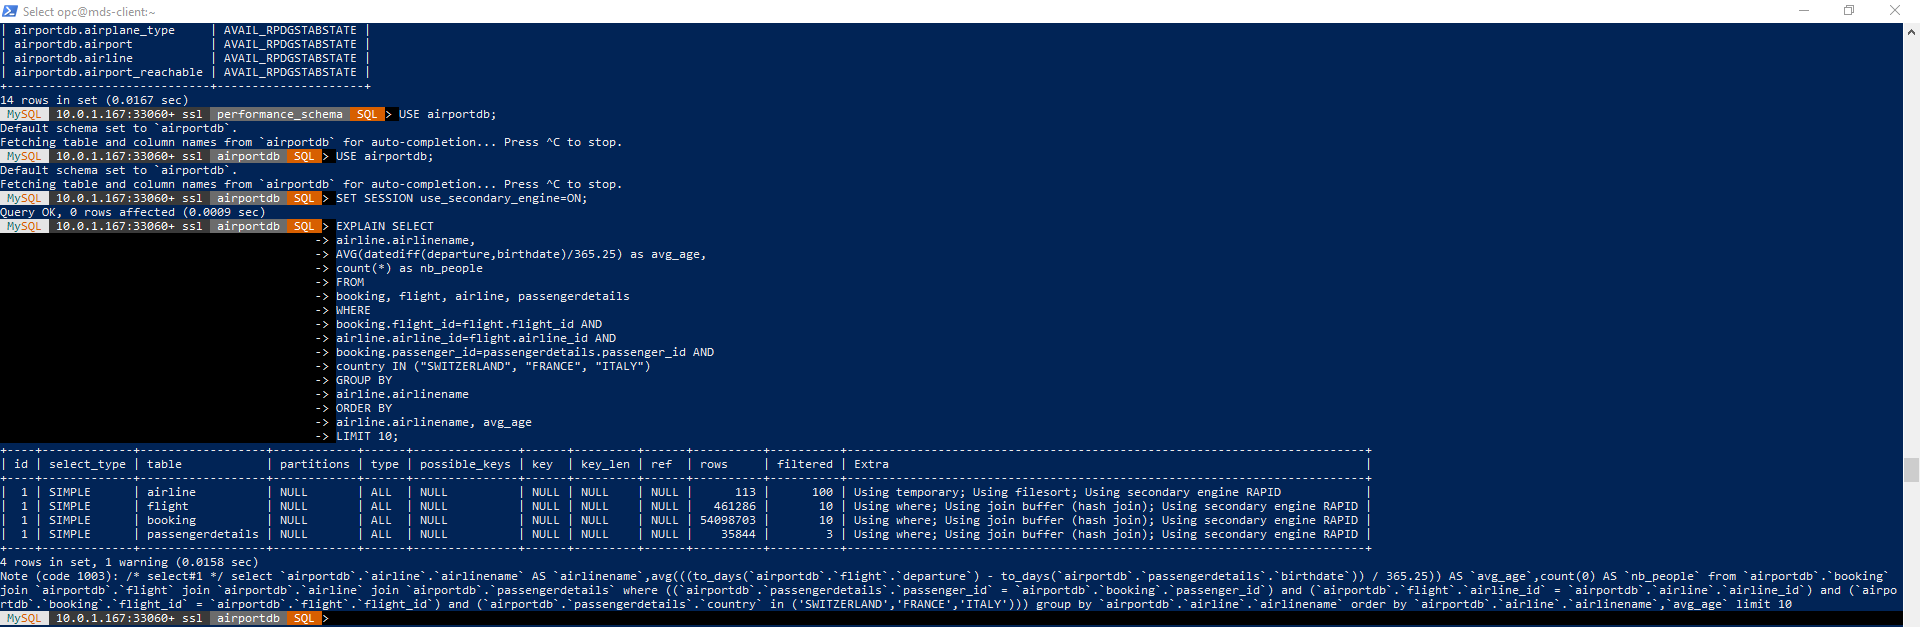 Select opc@mds-client:~
| airportdb.airplane_type | AVAIL_RPDGSTABSTATE |
| airportdb.airport | AVAIL_RPDGSTABSTATE |
| airportdb.airline | AVAIL_RPDGSTABSTATE |
| airportdb.airport_reachable | AVAIL_RPDGSTABSTATE |
+-----------------------------+---------------------+
14 rows in set (0.0167 sec)
MySQL 10.0.1.167:33060+ ssl performance_schema SQL > USE airportdb;
Default schema set to `airportdb`.
Fetching table and column names from `airportdb` for auto-completion... Press ^C to stop.
MySQL 10.0.1.167:33060+ ssl airportdb SQL > USE airportdb;
Default schema set to `airportdb`.
Fetching table and column names from `airportdb` for auto-completion... Press ^C to stop.
MySQL 10.0.1.167:33060+ ssl airportdb SQL > SET SESSION use_secondary_engine=ON;
Query OK, 0 rows affected (0.0009 sec)
MySQL 10.0.1.167:33060+ ssl airportdb SQL > EXPLAIN SELECT
-> airline.airlinename,
-> AVG(datediff(departure,birthdate)/365.25) as avg_age,
-> count(*) as nb_people
-> FROM
-> booking, flight, airline, passengerdetails
-> WHERE
-> booking.flight_id=flight.flight_id AND
-> airline.airline_id=flight.airline_id AND
-> booking.passenger_id=passengerdetails.passenger_id AND
-> country IN ("SWITZERLAND", "FRANCE", "ITALY")
-> GROUP BY
-> airline.airlinename
-> ORDER BY
-> airline.airlinename, avg_age
-> LIMIT 10;
+----+-------------+------------------+------------+------+---------------+------+---------+------+----------+----------+--------------------------------------------------------------------------+
| id | select_type | table | partitions | type | possible_keys | key | key_len | ref | rows | filtered | Extra |
+----+-------------+------------------+------------+------+---------------+------+---------+------+----------+----------+--------------------------------------------------------------------------+
| 1 | SIMPLE | airline | NULL | ALL | NULL | NULL | NULL | NULL | 113 | 100 | Using temporary; Using filesort; Using secondary engine RAPID |
| 1 | SIMPLE | flight | NULL | ALL | NULL | NULL | NULL | NULL | 461286 | 10 | Using where; Using join buffer (hash join); Using secondary engine RAPID |
| 1 | SIMPLE | booking | NULL | ALL | NULL | NULL | NULL | NULL | 54098703 | 10 | Using where; Using join buffer (hash join); Using secondary engine RAPID |
| 1 | SIMPLE | passengerdetails | NULL | ALL | NULL | NULL | NULL | NULL | 35844 | 3 | Using where; Using join buffer (hash join); Using secondary engine RAPID |
+----+-------------+------------------+------------+------+---------------+------+---------+------+----------+----------+--------------------------------------------------------------------------+
4 rows in set, 1 warning (0.0158 sec)
Note (code 1003): /* select#1 */ select `airportdb`.`airline`.`airlinename` AS `airlinename`,avg(((to_days(`airportdb`.`flight`.`departure`) - to_days(`airportdb`.`passengerdetails`.`birthdate`)) / 365.25)) AS `avg_age`,count(0) AS `nb_people` from `airportdb`.`booking`
join `airportdb`.`flight` join `airportdb`.`airline` join `airportdb`.`passengerdetails` where ((`airportdb`.`passengerdetails`.`passenger_id` = `airportdb`.`booking`.`passenger_id`) and (`airportdb`.`flight`.`airline_id` = `airportdb`.`airline`.`airline_id`) and (`airpo
rtdb`.`booking`.`flight_id` = `airportdb`.`flight`.`flight_id`) and (`airportdb`.`passengerdetails`.`country` in ('SWITZERLAND','FRANCE','ITALY'))) group by `airportdb`.`airline`.`airlinename` order by `airportdb`.`airline`.`airlinename`,`avg_age` limit 10
MySQL 10.0.1.167:33060+ ssl airportdb SQL >